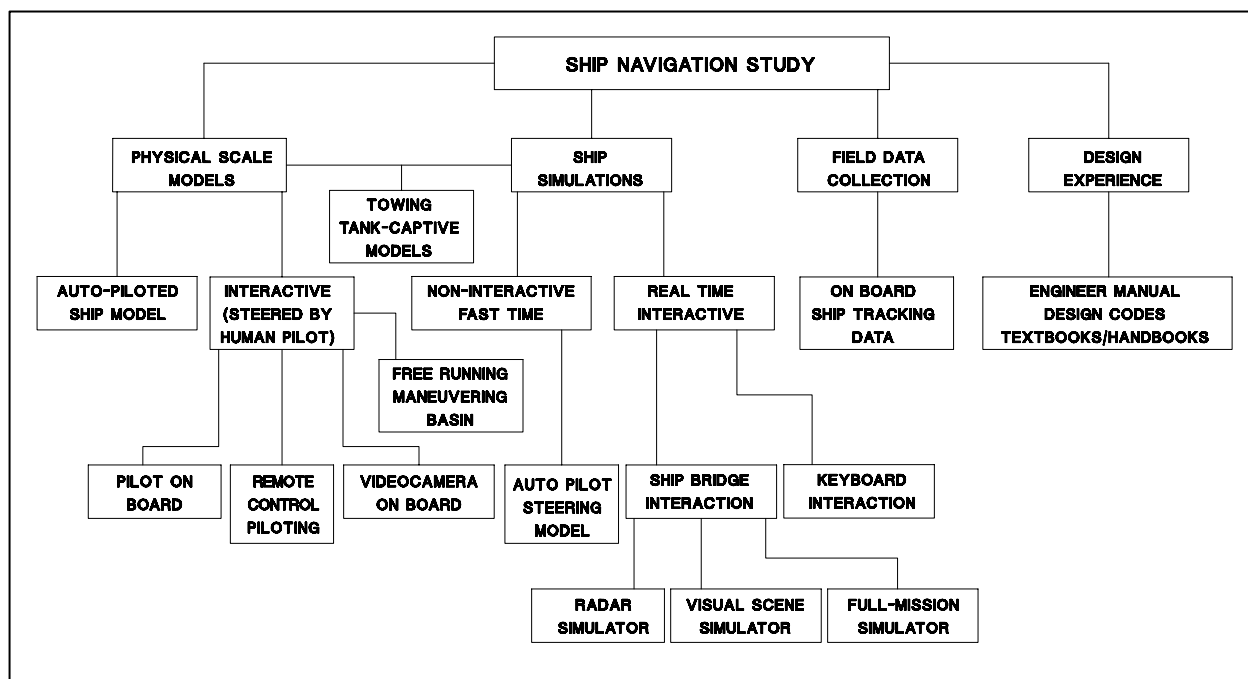 SHIP NAVIGATION STUDY
PHYSICAL SCALE
MODELS
SHIP
SIMULATIONS
FIELD DATA
COLLECTION
DESIGN
EXPERIENCE
TOWING
TANK-CAPTIVE
MODELS
AUTO-PILOTED
SHIP MODEL
INTERACTIVE
(STEERED BY
HUMAN PILOT)
NON-INTERACTIVE
FAST TIME
REAL TIME
INTERACTIVE
ON BOARD
SHIP TRACKING
DATA
ENGINEER MANUAL
DESIGN CODES
TEXTBOOKS/HANDBOOKS
FREE RUNNING
MANEUVERING
BASIN
PILOT ON
BOARD
REMOTE
CONTROL
PILOTING
VIDEOCAMERA
ON BOARD
AUTO PILOT
STEERING
MODEL
SHIP BRIDGE
INTERACTION
KEYBOARD
INTERACTION
RADAR
SIMULATOR
VISUAL SCENE
SIMULATOR
FULL-MISSION
SIMULATOR